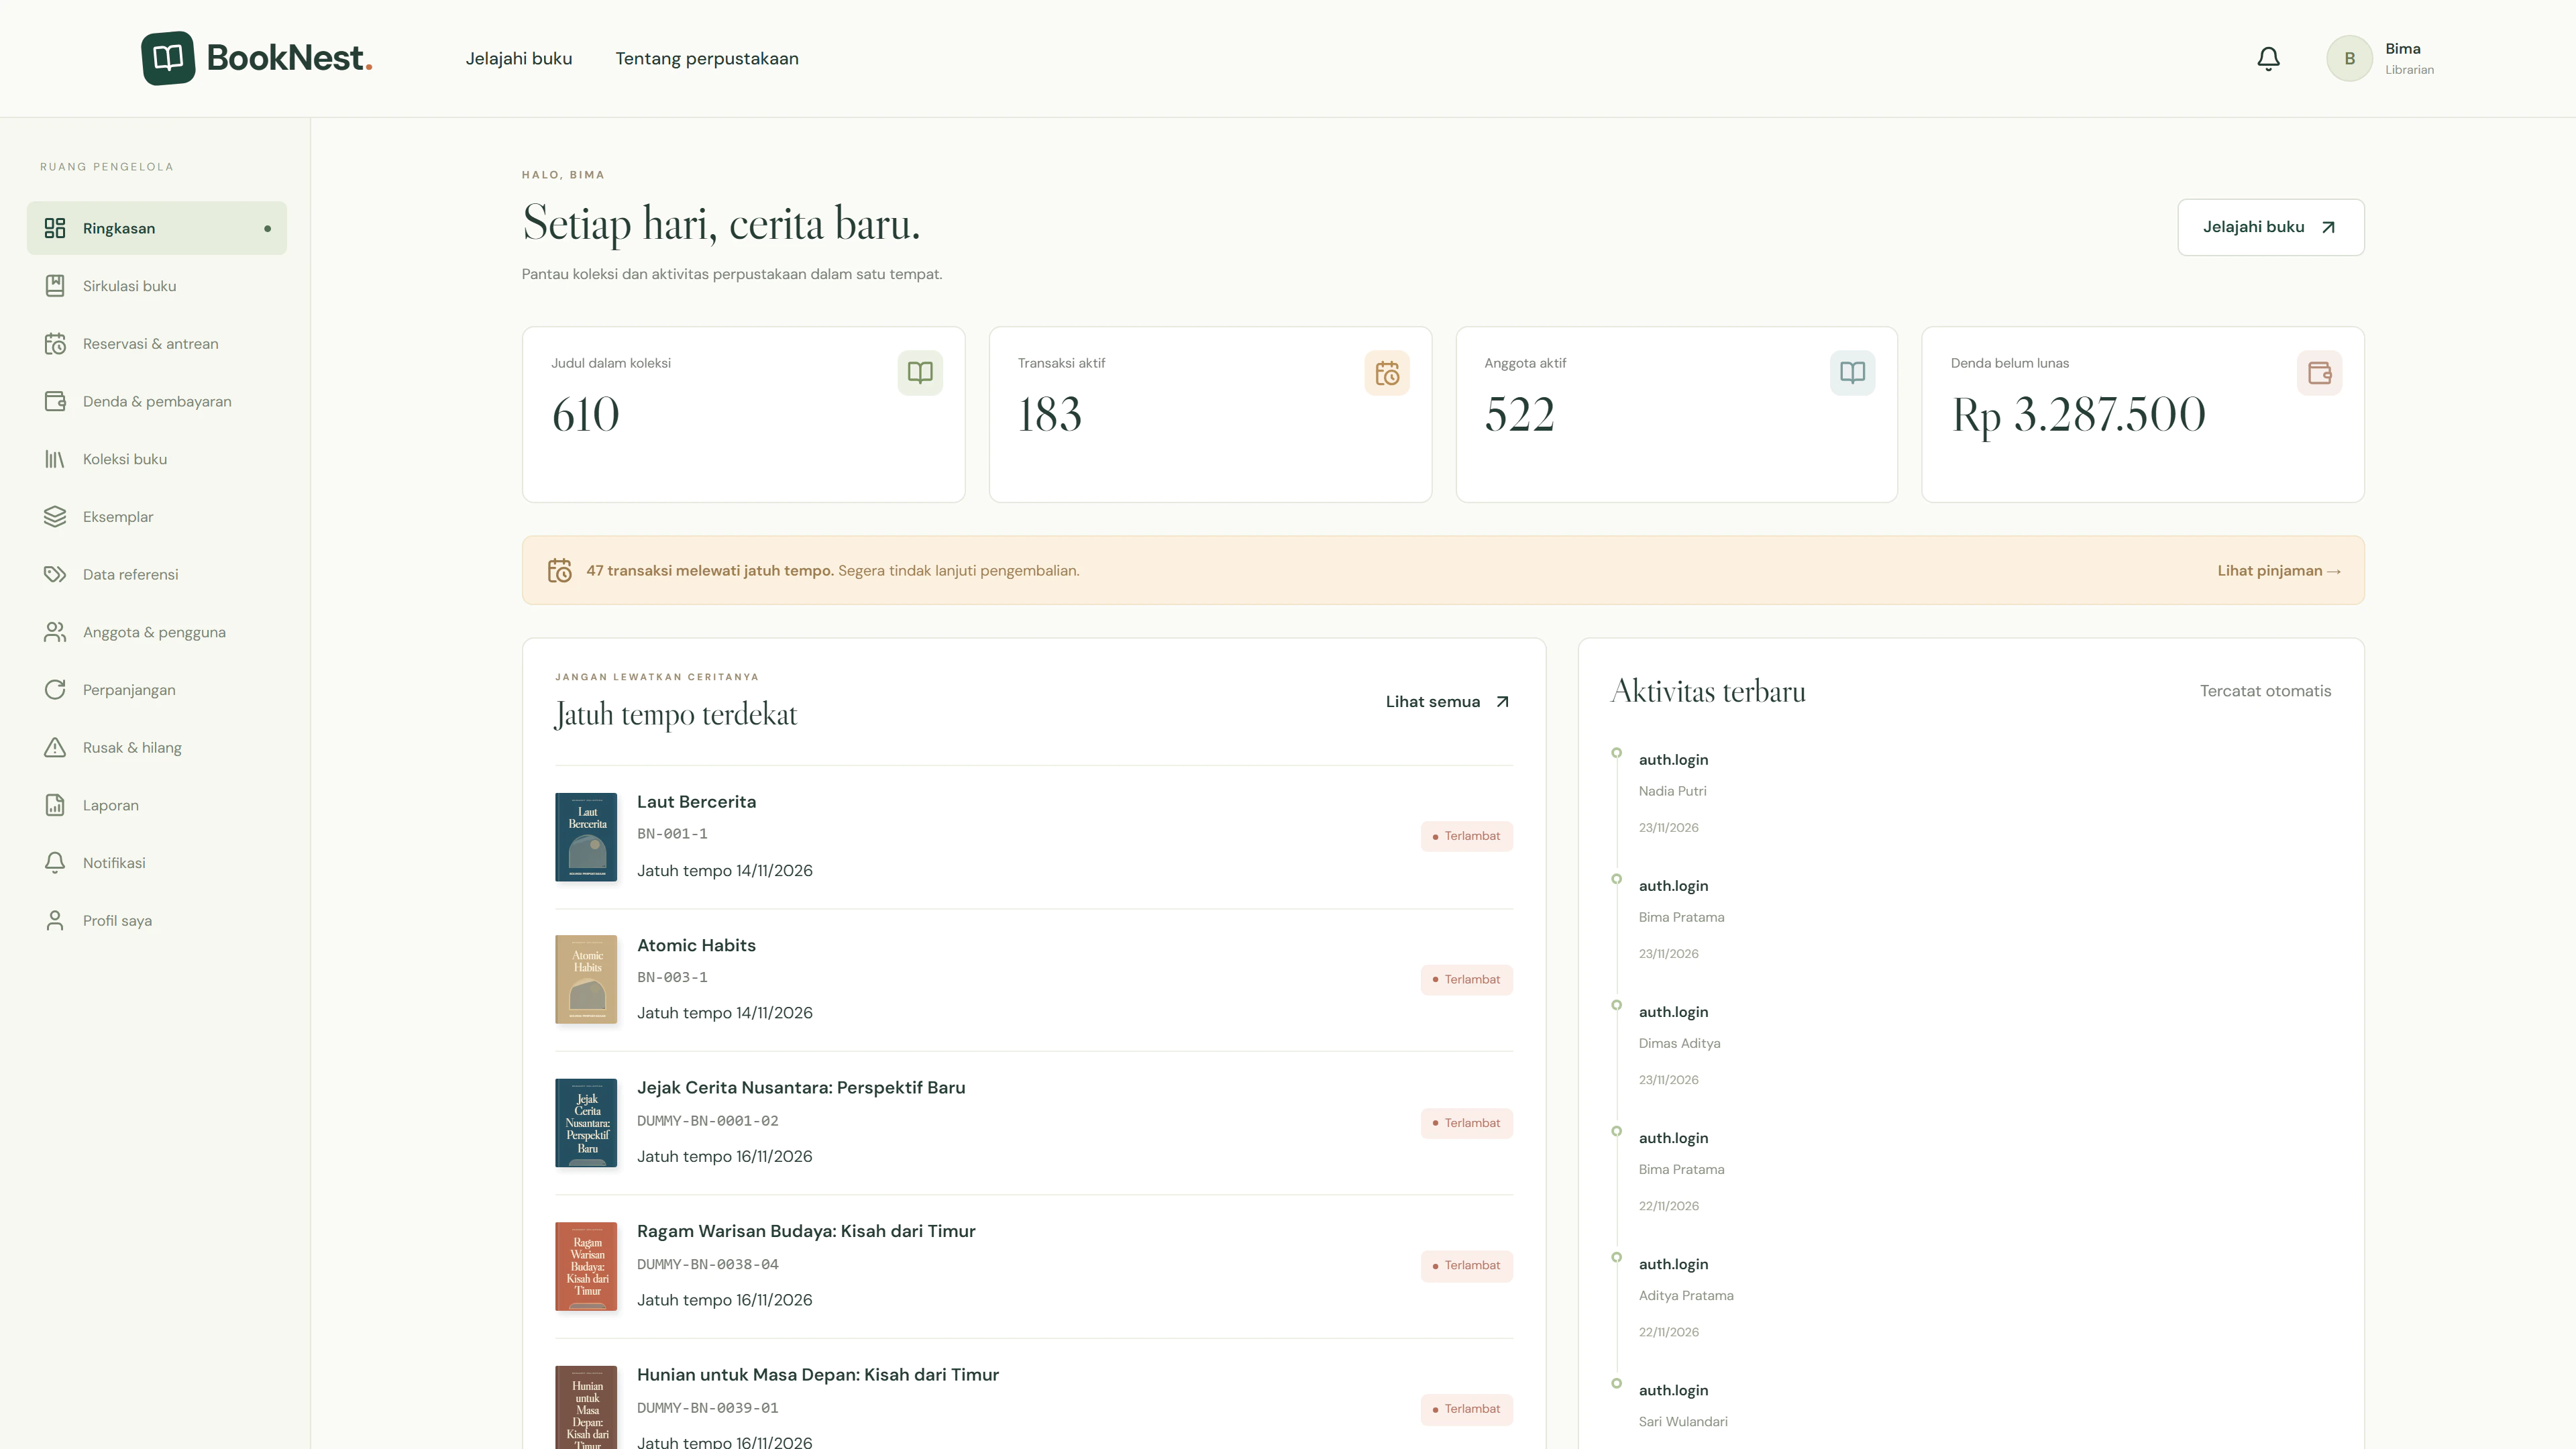 BookNest.
Jelajahi buku
Tentang perpustakaan
B
Bima
Librarian
RUANG PENGELOLA
Ringkasan
Sirkulasi buku
Reservasi & antrean
Denda & pembayaran
Koleksi buku
Eksemplar
Data referensi
Anggota & pengguna
Perpanjangan
Rusak & hilang
Laporan
Notifikasi
Profil saya
HALO, BIMA
Setiap hari, cerita baru.
Pantau koleksi dan aktivitas perpustakaan dalam satu tempat.
Jelajahi buku
Judul dalam koleksi
610
Transaksi aktif
183
Anggota aktif
522
Denda belum lunas
Rp 3.287.500
47 transaksi melewati jatuh tempo. Segera tindak lanjuti pengembalian.
Lihat pinjaman →
JANGAN LEWATKAN CERITANYA
Jatuh tempo terdekat
Lihat semua
Laut
Bercerita
Laut Bercerita
BN-001-1
Jatuh tempo 14/11/2026
Terlambat
Atomic
Habits
Atomic Habits
BN-003-1
Jatuh tempo 14/11/2026
Terlambat
Jejak
Cerita
Nusantara:
Perspektif
Baru
Jejak Cerita Nusantara: Perspektif Baru
DUMMY-BN-0001-02
Jatuh tempo 16/11/2026
Terlambat
Ragam
Warisan
Budaya:
Kisah dari
Timur
Ragam Warisan Budaya: Kisah dari Timur
DUMMY-BN-0038-04
Jatuh tempo 16/11/2026
Terlambat
Hunian
untuk
Masa
Depan:
Kisah dari
Timur
Hunian untuk Masa Depan: Kisah dari Timur
DUMMY-BN-0039-01
Jatuh tempo 16/11/2026
Terlambat
Aktivitas terbaru
Tercatat otomatis
auth.login
Nadia Putri
23/11/2026
auth.login
Bima Pratama
23/11/2026
auth.login
Dimas Aditya
23/11/2026
auth.login
Bima Pratama
22/11/2026
auth.login
Aditya Pratama
22/11/2026
auth.login
Sari Wulandari